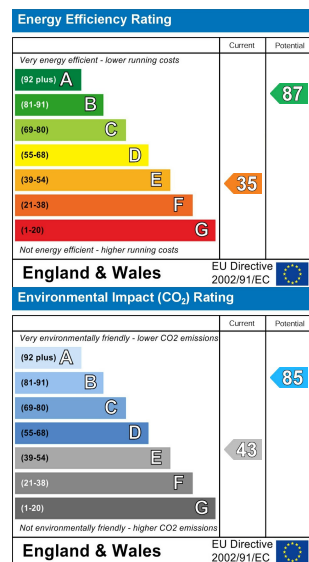 Energy Efficiency Rating
Current Potential
Very energy efficient - lower running costs
(92 plus) A
(81-91) B
87
(69-80) C
(55-68) D
(39-54) E
35
(21-38) F
(1-20) G
Not energy efficient - higher running costs
England & Wales
EU Directive
2002/91/EC
Environmental Impact (CO₂) Rating
Current Potential
Very environmentally friendly - lower CO2 emissions
(92 plus) A
(81-91) B
85
(69-80) C
(55-68) D
(39-54) E
43
(21-38) F
(1-20) G
Not environmentally friendly - higher CO2 emissions
England & Wales
EU Directive
2002/91/EC